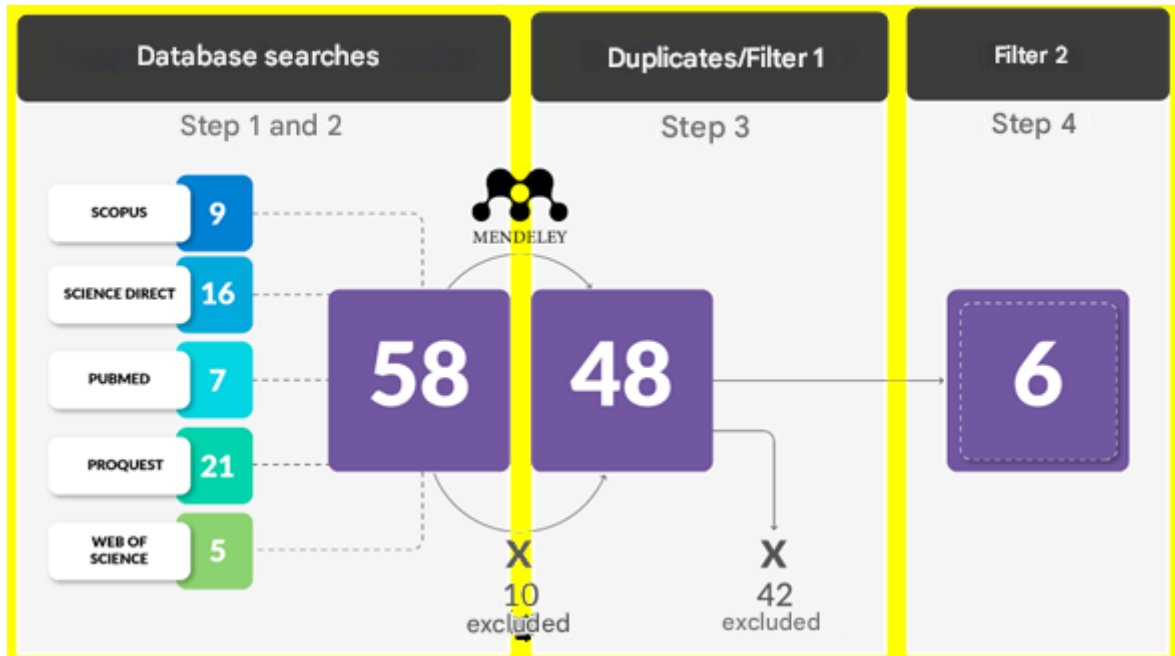 Database searches
Duplicates/Filter 1
Filter 2
Step 1 and 2
Step 3
Step 4
SCOPUS
9
SCIENCE DIRECT
16
PUBMED
7
PROQUEST
21
WEB OF
SCIENCE
5
MENDELEY
58
48
6
X
10
excluded
X
42
excluded